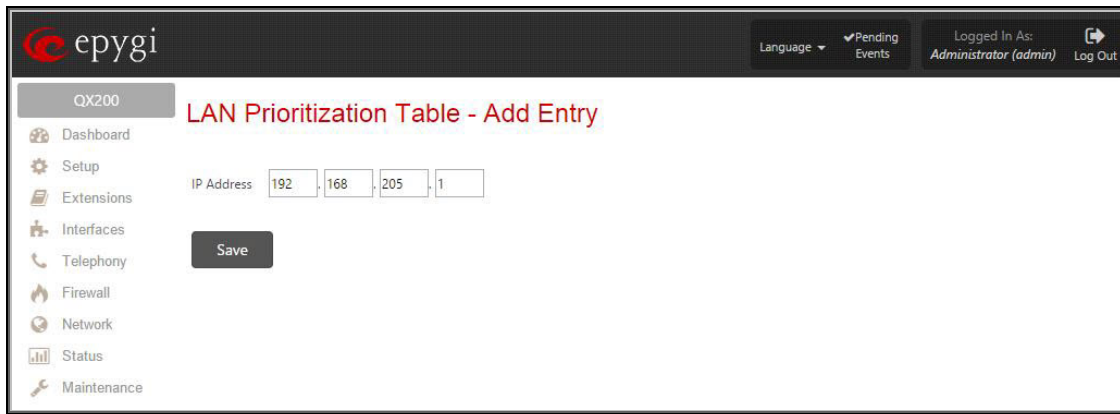 epygi
Language
Pending Events
Logged In As:
Administrator (admin)
Log Out
QX200
Dashboard
Setup
Extensions
Interfaces
Telephony
Firewall
Network
Status
Maintenance
LAN Prioritization Table - Add Entry
IP Address 192 . 168 . 205 . 1
Save